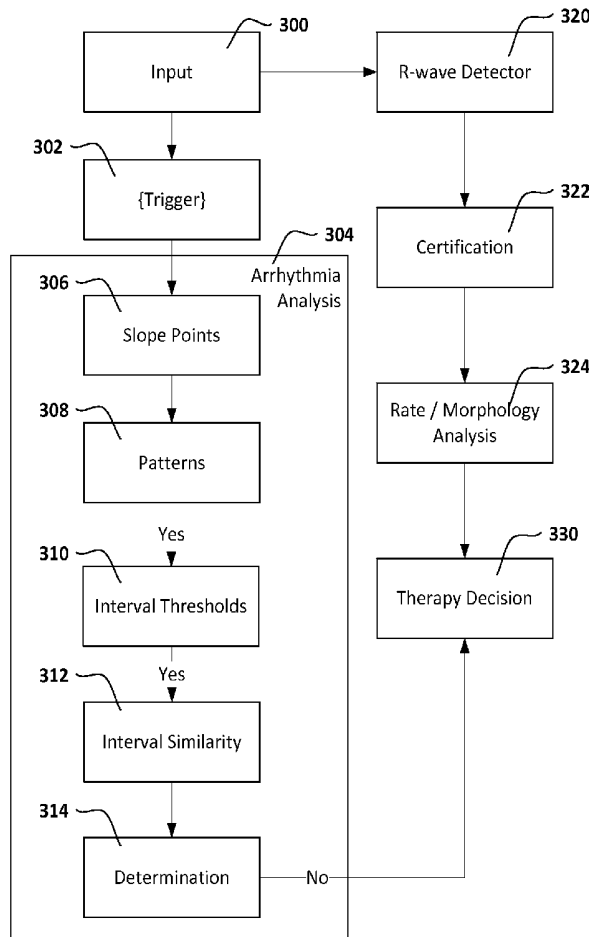 300
Input
320
R-wave Detector
302
{Trigger}
322
Certification
304
Arrhythmia
Analysis
306
Slope Points
324
Rate / Morphology
Analysis
308
Patterns
Yes
310
Interval Thresholds
330
Therapy Decision
Yes
312
Interval Similarity
314
Determination
No